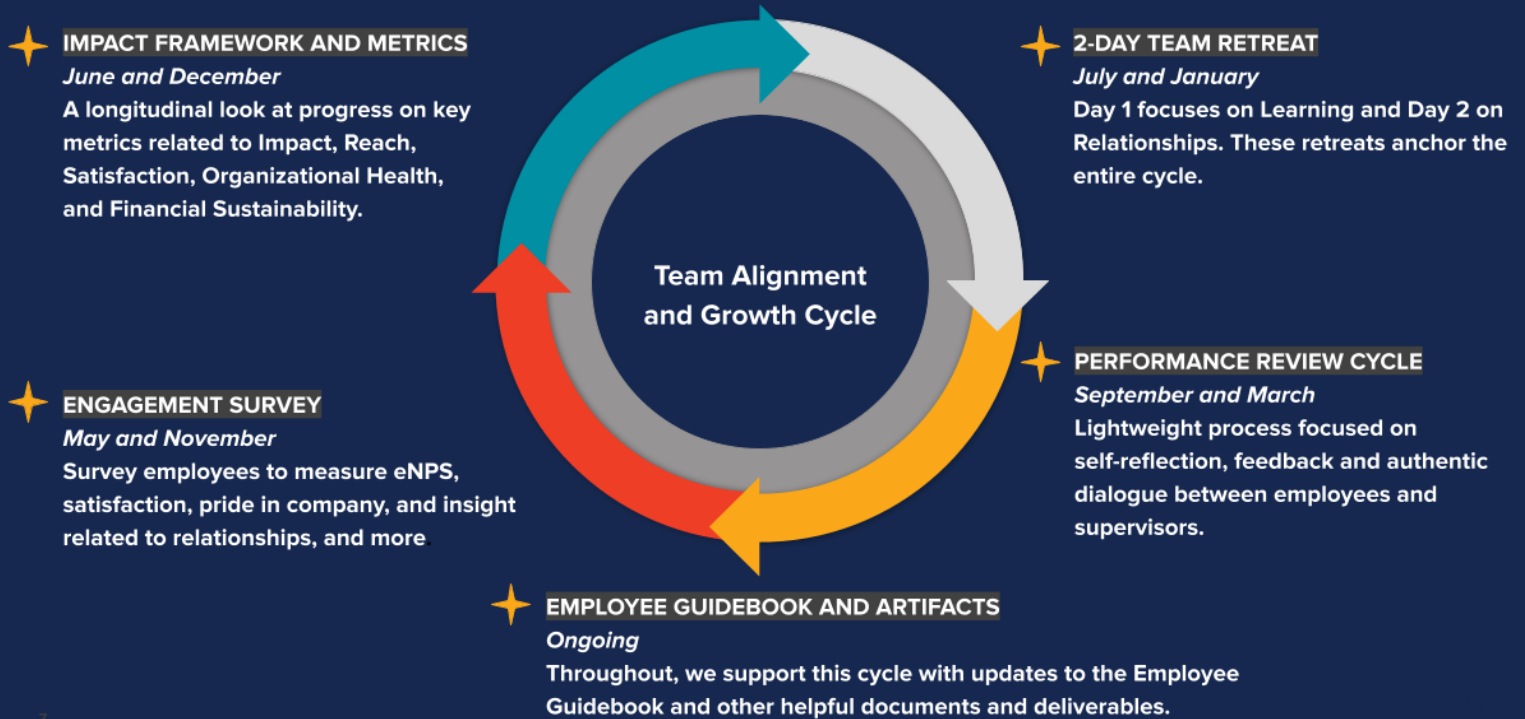 IMPACT FRAMEWORK AND METRICS
June and December
A longitudinal look at progress on key
metrics related to Impact, Reach,
Satisfaction, Organizational Health,
and Financial Sustainability.
2-DAY TEAM RETREAT
July and January
Day 1 focuses on Learning and Day 2 on
Relationships. These retreats anchor the
entire cycle.
Team Alignment
and Growth Cycle
PERFORMANCE REVIEW CYCLE
September and March
Lightweight process focused on
self-reflection, feedback and authentic
dialogue between employees and
supervisors.
ENGAGEMENT SURVEY
May and November
Survey employees to measure eNPS,
satisfaction, pride in company, and insight
related to relationships, and more.
EMPLOYEE GUIDEBOOK AND ARTIFACTS
Ongoing
Throughout, we support this cycle with updates to the Employee
Guidebook and other helpful documents and deliverables.